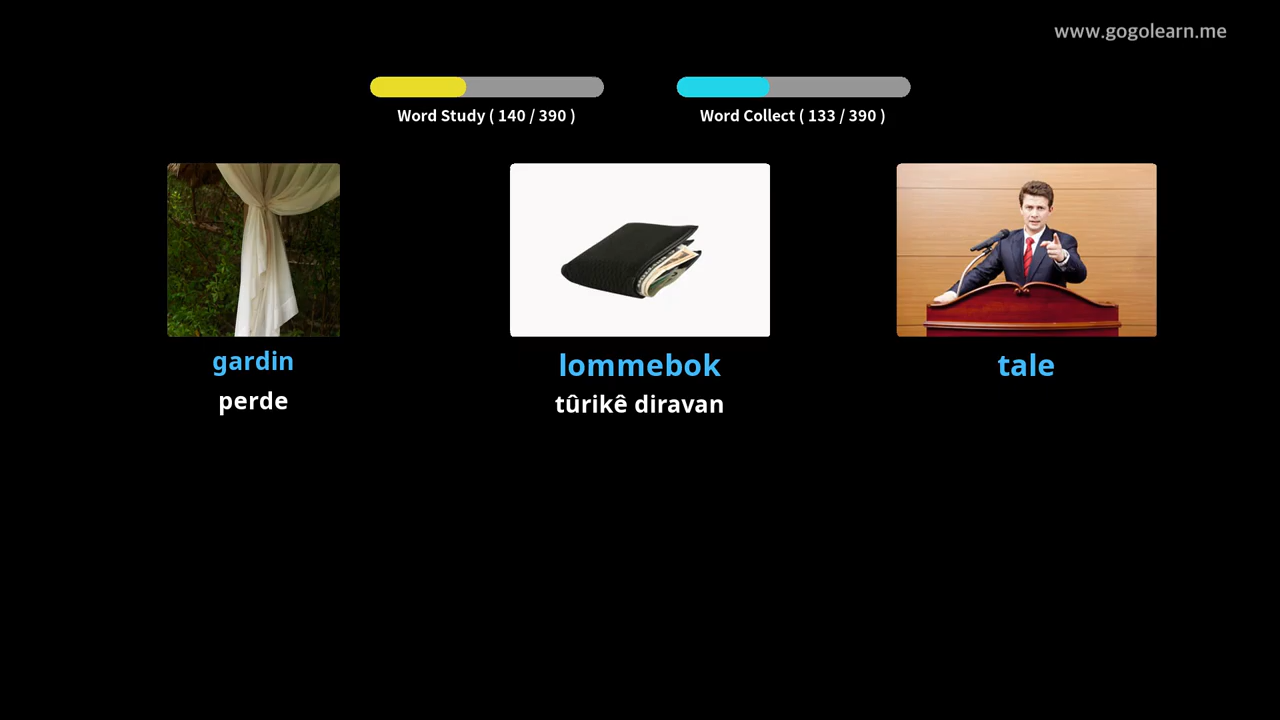 www.gogolearn.me
Word Study ( 140 / 390 )
Word Collect ( 133 / 390 )
gardin
perde
lommebok
tûrikê diravan
tale